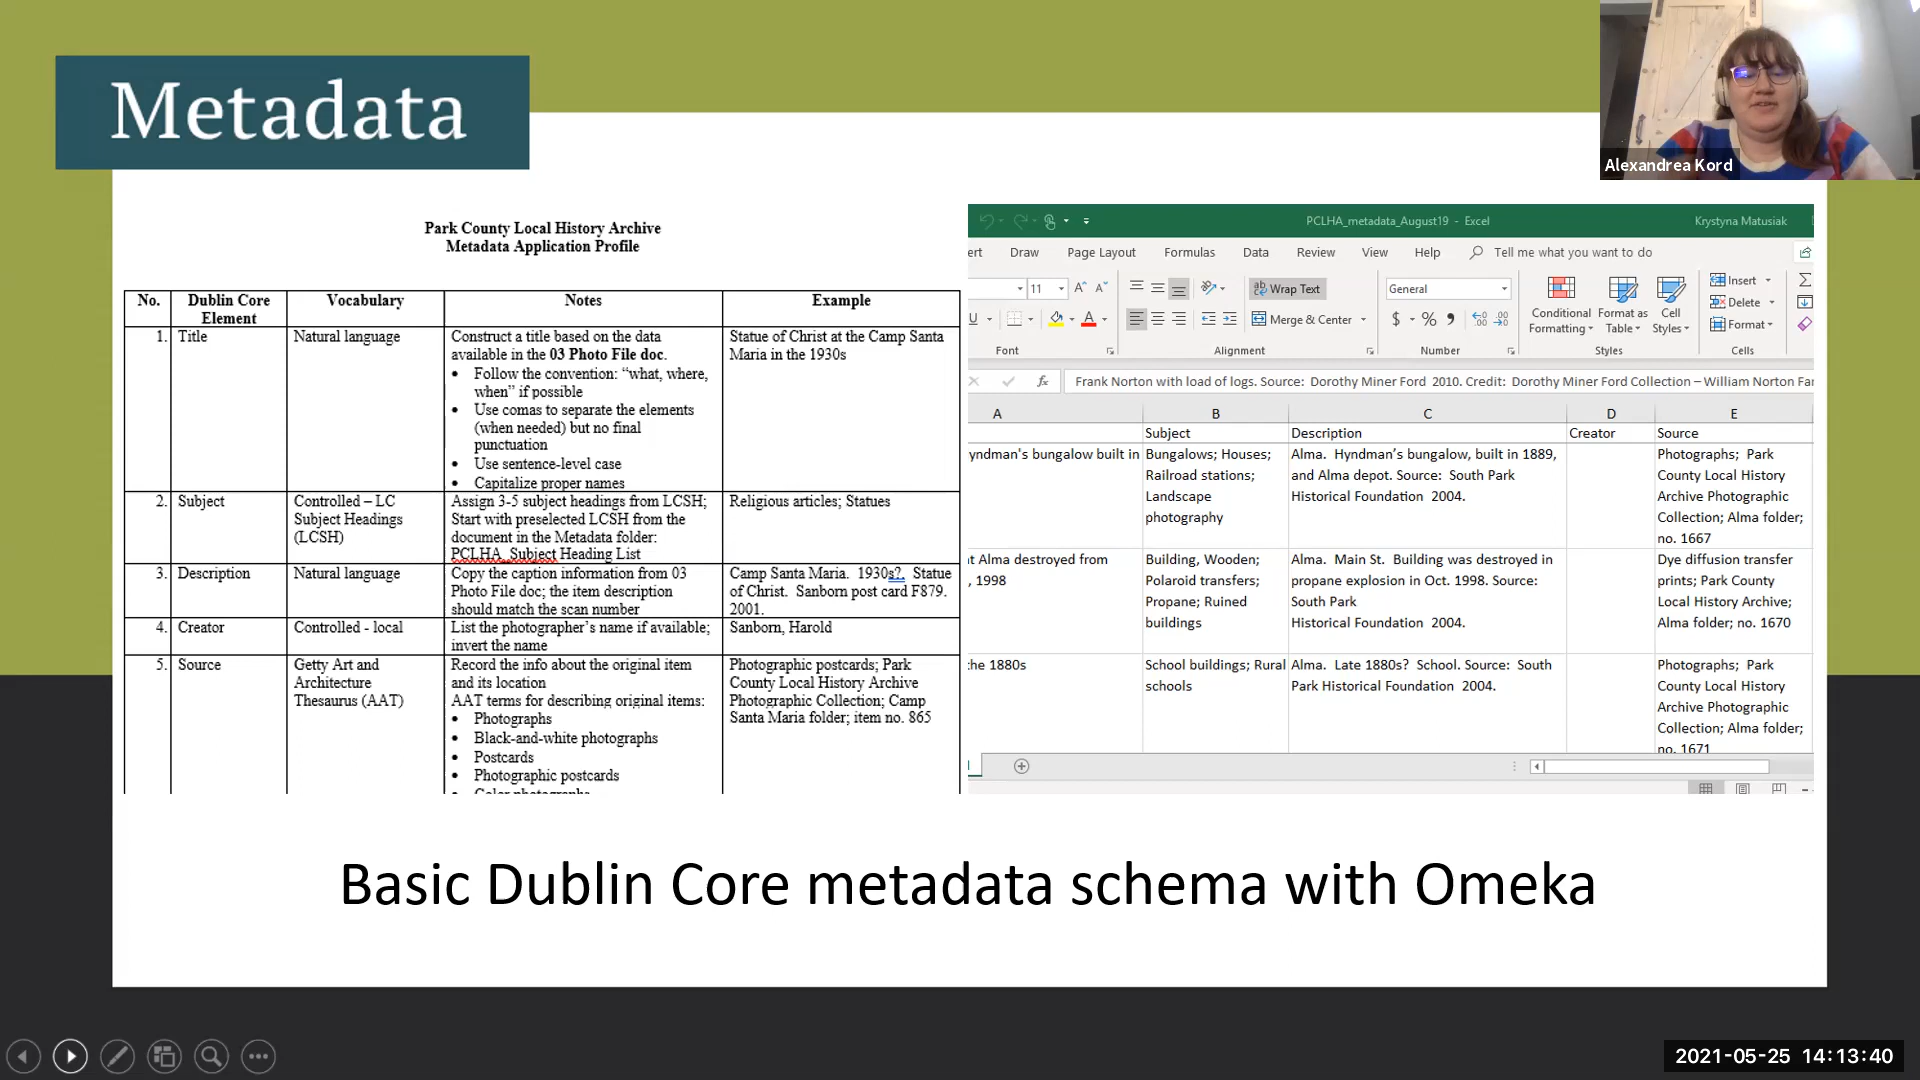 Metadata
Alexandrea Kord
Park County Local History Archive
Metadata Application Profile
No.
Dublin Core
Element
Vocabulary
Notes
Example
1.
Title
Natural language
Construct a title based on the data
available in the 03 Photo File doc.
• Follow the convention: “what, where,
when” if possible
• Use comas to separate the elements
(when needed) but no final
punctuation
• Use sentence-level case
• Capitalize proper names
Statue of Christ at the Camp Santa
Maria in the 1930s
2.
Subject
Controlled – LC
Subject Headings
(LCSH)
Assign 3-5 subject headings from LCSH;
Start with preselected LCSH from the
document in the Metadata folder:
PCLHA_Subject Heading List
Religious articles; Statues
3.
Description
Natural language
Copy the caption information from 03
Photo File doc; the item description
should match the scan number
Camp Santa Maria. 1930s?. Statue
of Christ. Sanborn post card F879.
2001.
4.
Creator
Controlled - local
List the photographer’s name if available;
invert the name
Sanborn, Harold
5.
Source
Getty Art and
Architecture
Thesaurus (AAT)
Record the info about the original item
and its location
AAT terms for describing original items:
• Photographs
• Black-and-white photographs
• Postcards
• Photographic postcards
• Color photographs
Photographic postcards; Park
County Local History Archive
Photographic Collection; Camp
Santa Maria folder; item no. 865
PCLHA_metadata_August19 - Excel
Krystyna Matusiak
ert
Draw
Page Layout
Formulas
Data
Review
View
Help
Tell me what you want to do
11
A
A
ab
Wrap Text
General
Conditional
Formatting
Format as
Table
Cell
Styles
Insert
Delete
Format
Σ
U
A
Merge & Center
$
%
,
Font
Alignment
Number
Styles
Cells
fx
Frank Norton with load of logs. Source: Dorothy Miner Ford 2010. Credit: Dorothy Miner Ford Collection – William Norton Far
A
B
C
D
E
Subject
Description
Creator
Source
yndman's bungalow built in
Bungalows; Houses;
Railroad stations;
Landscape
photography
Alma. Hyndman’s bungalow, built in 1889,
and Alma depot. Source: South Park
Historical Foundation 2004.
Photographs; Park
County Local History
Archive Photographic
Collection; Alma folder;
no. 1667
t Alma destroyed from
, 1998
Building, Wooden;
Polaroid transfers;
Propane; Ruined
buildings
Alma. Main St. Building was destroyed in
propane explosion in Oct. 1998. Source:
South Park
Historical Foundation 2004.
Dye diffusion transfer
prints; Park County
Local History Archive;
Alma folder; no. 1670
the 1880s
School buildings; Rural
schools
Alma. Late 1880s? School. Source: South
Park Historical Foundation 2004.
Photographs; Park
County Local History
Archive Photographic
Collection; Alma folder;
no. 1671
Basic Dublin Core metadata schema with Omeka
2021-05-25 14:13:40